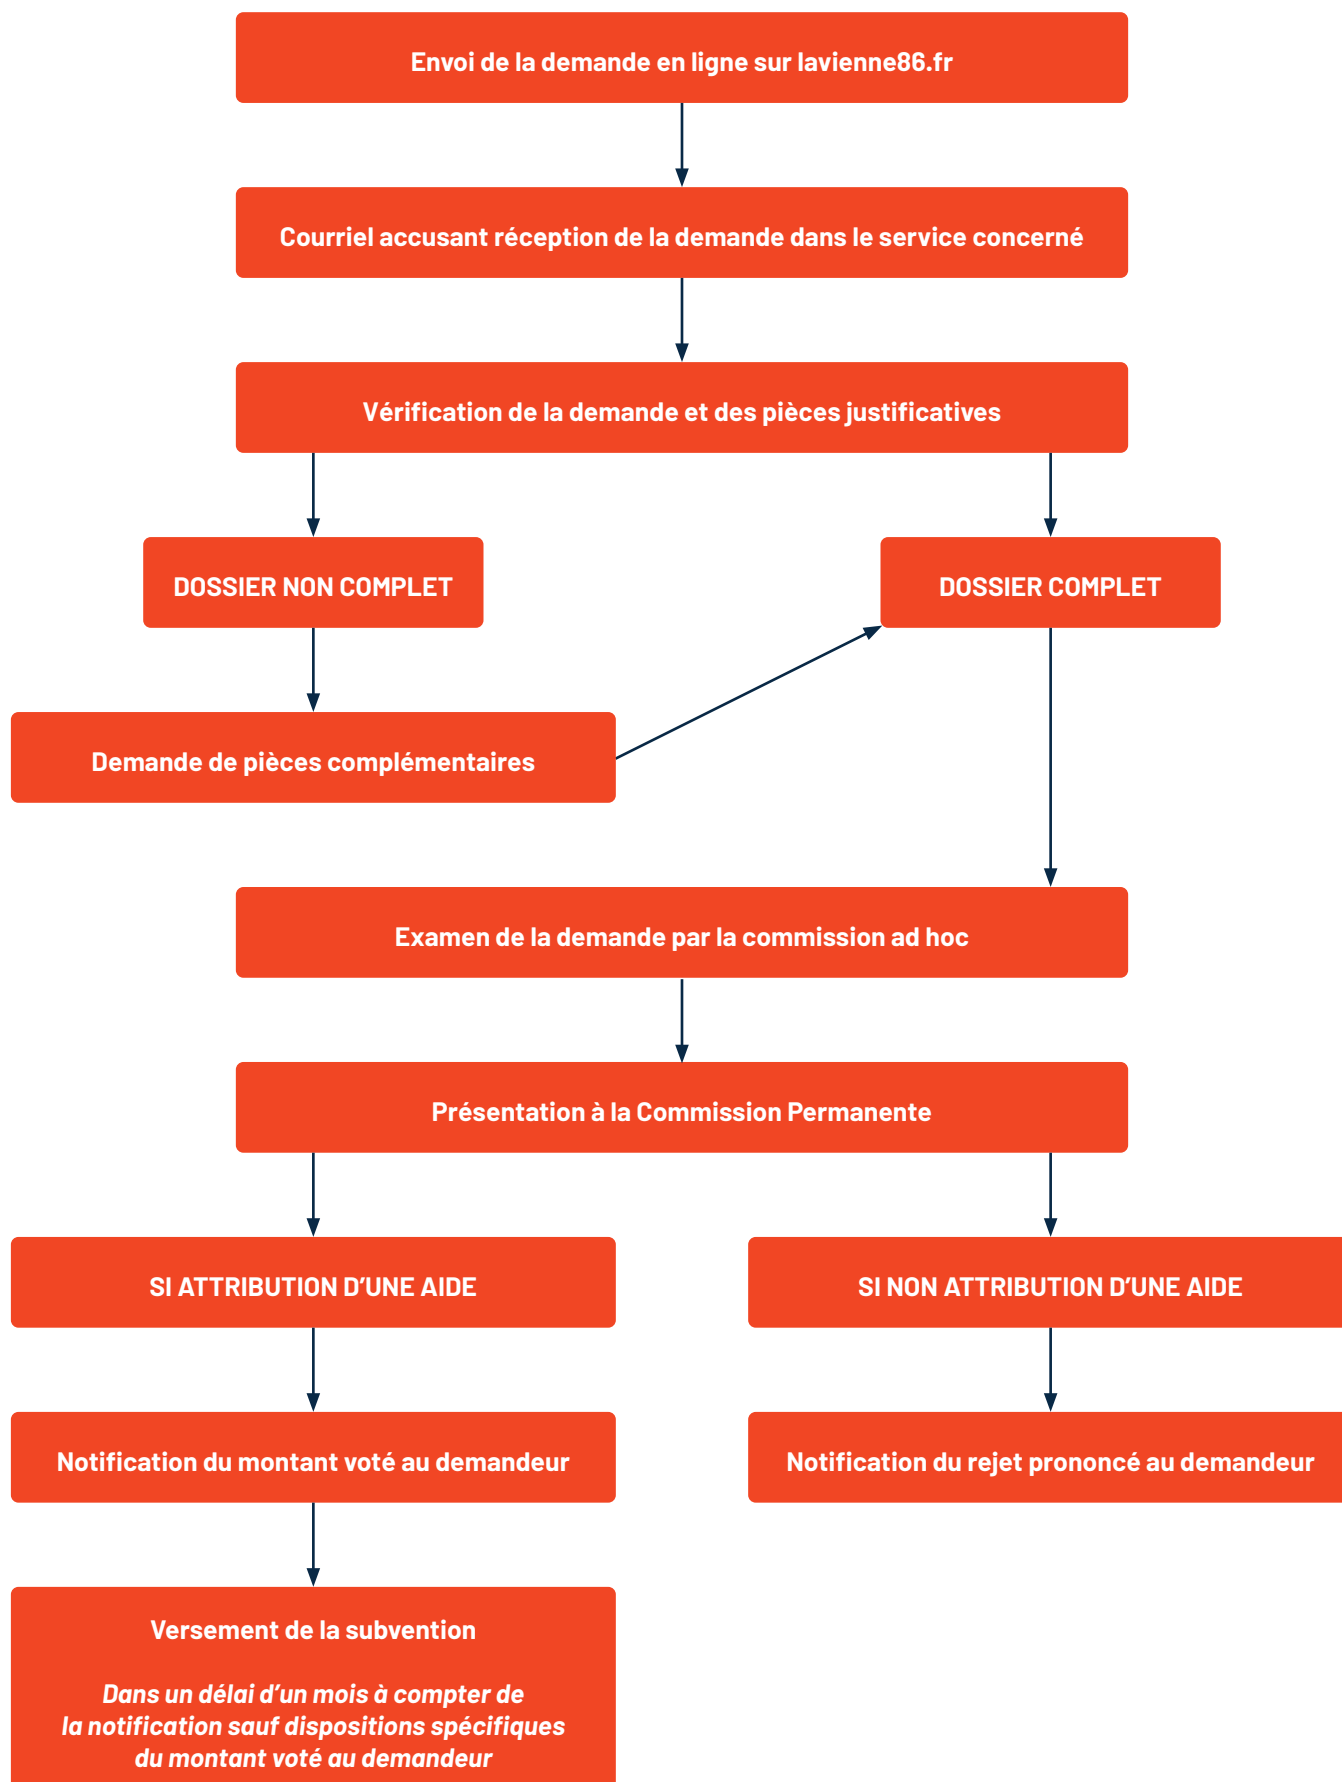 Envoi de la demande en ligne sur lavienne86.fr
Courriel accusant réception de la demande dans le service concerné
Vérification de la demande et des pièces justificatives
DOSSIER NON COMPLET
DOSSIER COMPLET
Demande de pièces complémentaires
Examen de la demande par la commission ad hoc
Présentation à la Commission Permanente
SI ATTRIBUTION D’UNE AIDE
SI NON ATTRIBUTION D’UNE AIDE
Notification du montant voté au demandeur
Notification du rejet prononcé au demandeur
Versement de la subvention
Dans un délai d’un mois à compter de
la notification sauf dispositions spécifiques
du montant voté au demandeur